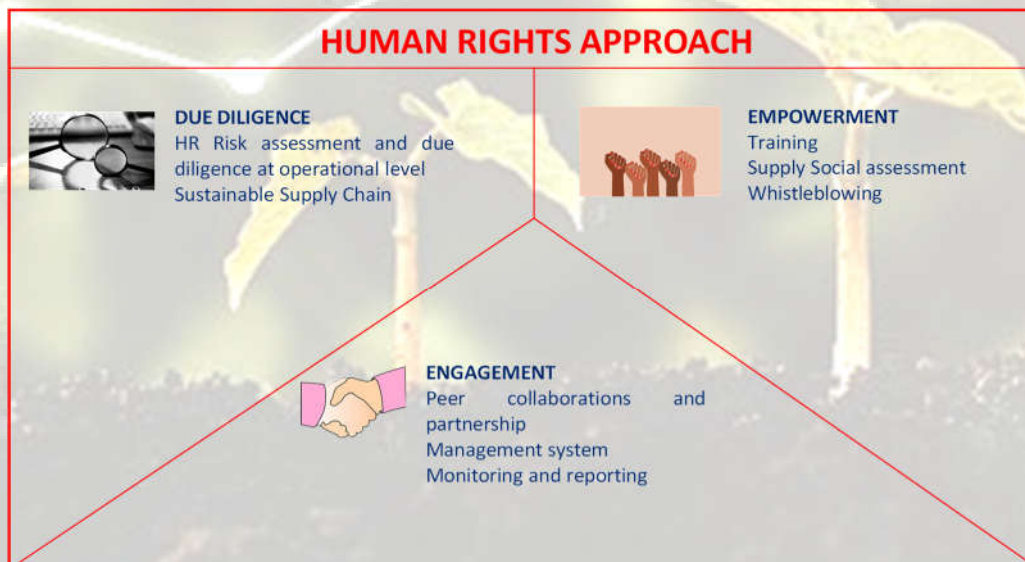 HUMAN RIGHTS APPROACH
DUE DILIGENCE
HR Risk assessment and due
diligence at operational level
Sustainable Supply Chain
EMPOWERMENT
Training
Supply Social assessment
Whistleblowing
ENGAGEMENT
Peer collaborations and
partnership
Management system
Monitoring and reporting